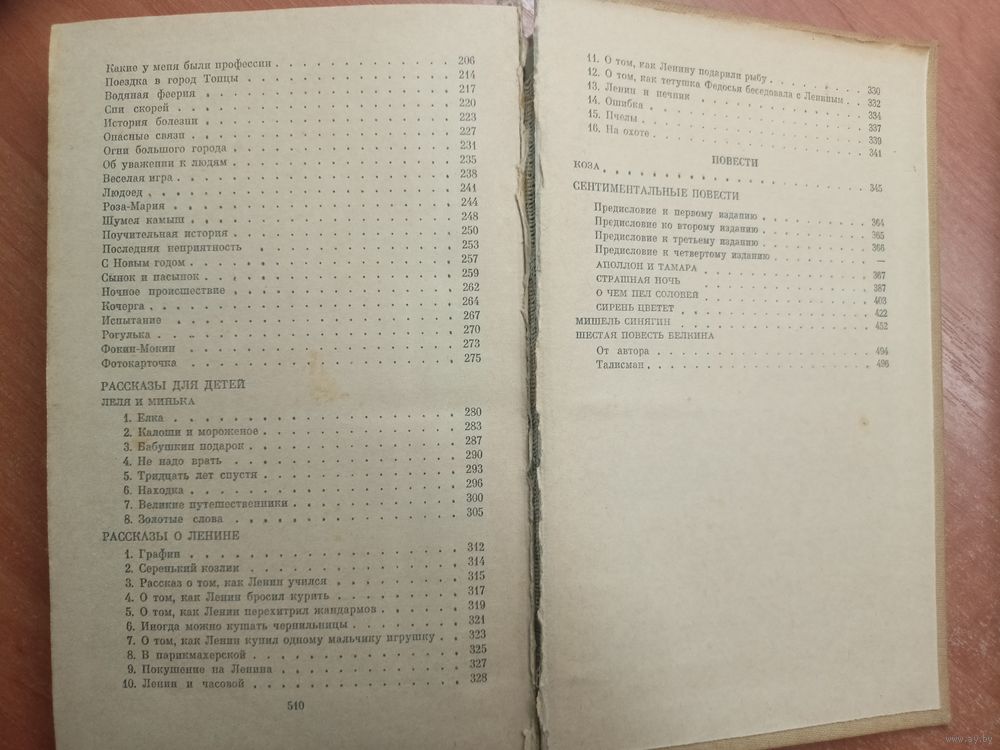 Какие у меня были профессии . . . . . . . . . . . . 206
Поездка в город Топцы . . . . . . . . . . . . . . 214
Водяная феерия . . . . . . . . . . . . . . . . . 217
Спи скорей . . . . . . . . . . . . . . . . . . . 220
История болезни . . . . . . . . . . . . . . . . . 223
Опасные связи . . . . . . . . . . . . . . . . . . 227
Огни большого города . . . . . . . . . . . . . . . 231
Об уважении к людям . . . . . . . . . . . . . . . 235
Веселая игра . . . . . . . . . . . . . . . . . . 238
Людоед . . . . . . . . . . . . . . . . . . . . . 241
Роза-Мария . . . . . . . . . . . . . . . . . . . 244
Шумел камыш . . . . . . . . . . . . . . . . . . 248
Поучительная история . . . . . . . . . . . . . . . 250
Последняя неприятность . . . . . . . . . . . . . . 253
С Новым годом . . . . . . . . . . . . . . . . . . 257
Сынок и пасынок . . . . . . . . . . . . . . . . . 259
Ночное происшествие . . . . . . . . . . . . . . . 262
Кочерга . . . . . . . . . . . . . . . . . . . . . 264
Испытание . . . . . . . . . . . . . . . . . . . 267
Рогулька . . . . . . . . . . . . . . . . . . . . 270
Фокин-Мокин . . . . . . . . . . . . . . . . . . 273
Фотокарточка . . . . . . . . . . . . . . . . . . 275
РАССКАЗЫ ДЛЯ ДЕТЕЙ
ЛЕЛЯ И МИНЬКА
1. Елка . . . . . . . . . . . . . . . . . . . . 280
2. Калоши и мороженое . . . . . . . . . . . . . . 283
3. Бабушкин подарок . . . . . . . . . . . . . . . 287
4. Не надо врать . . . . . . . . . . . . . . . . 290
5. Тридцать лет спустя . . . . . . . . . . . . . . 293
6. Находка . . . . . . . . . . . . . . . . . . . 296
7. Великие путешественники . . . . . . . . . . . . 300
8. Золотые слова . . . . . . . . . . . . . . . . 305
РАССКАЗЫ О ЛЕНИНЕ
1. Графин . . . . . . . . . . . . . . . . . . . 312
2. Серенький козлик . . . . . . . . . . . . . . . 314
3. Рассказ о том, как Ленин учился . . . . . . . . . 315
4. О том, как Ленин бросил курить . . . . . . . . . 317
5. О том, как Ленин перехитрил жандармов . . . . . . 319
6. Иногда можно кушать чернильницы . . . . . . . . 321
7. О том, как Ленин купил одному мальчику игрушку . . 323
8. В парикмахерской . . . . . . . . . . . . . . . 325
9. Покушение на Ленина . . . . . . . . . . . . . 327
10. Ленин и часовой . . . . . . . . . . . . . . . 328
510
11. О том, как Ленину подарили рыбу . . . . . . . . 330
12. О том, как тетушка Федосья беседовала с Лениным . . 332
13. Ленин и печник . . . . . . . . . . . . . . . . 334
14. Ошибка . . . . . . . . . . . . . . . . . . . 337
15. Пчелы . . . . . . . . . . . . . . . . . . . . 339
16. На охоте . . . . . . . . . . . . . . . . . . . 341
ПОВЕСТИ
КОЗА . . . . . . . . . . . . . . . . . . . . . . 345
СЕНТИМЕНТАЛЬНЫЕ ПОВЕСТИ
Предисловие к первому изданию . . . . . . . . . . 364
Предисловие ко второму изданию . . . . . . . . . . 365
Предисловие к третьему изданию . . . . . . . . . . 366
Предисловие к четвертому изданию . . . . . . . . . —
АПОЛЛОН И ТАМАРА . . . . . . . . . . . . . . . 367
СТРАШНАЯ НОЧЬ . . . . . . . . . . . . . . . . . 387
О ЧЕМ ПЕЛ СОЛОВЕЙ . . . . . . . . . . . . . . . 403
СИРЕНЬ ЦВЕТЕТ . . . . . . . . . . . . . . . . . 422
МИШЕЛЬ СИНЯГИН . . . . . . . . . . . . . . . . . 452
ШЕСТАЯ ПОВЕСТЬ БЕЛКИНА
От автора . . . . . . . . . . . . . . . . . . . 494
Талисман . . . . . . . . . . . . . . . . . . . . 496
www.ay.by